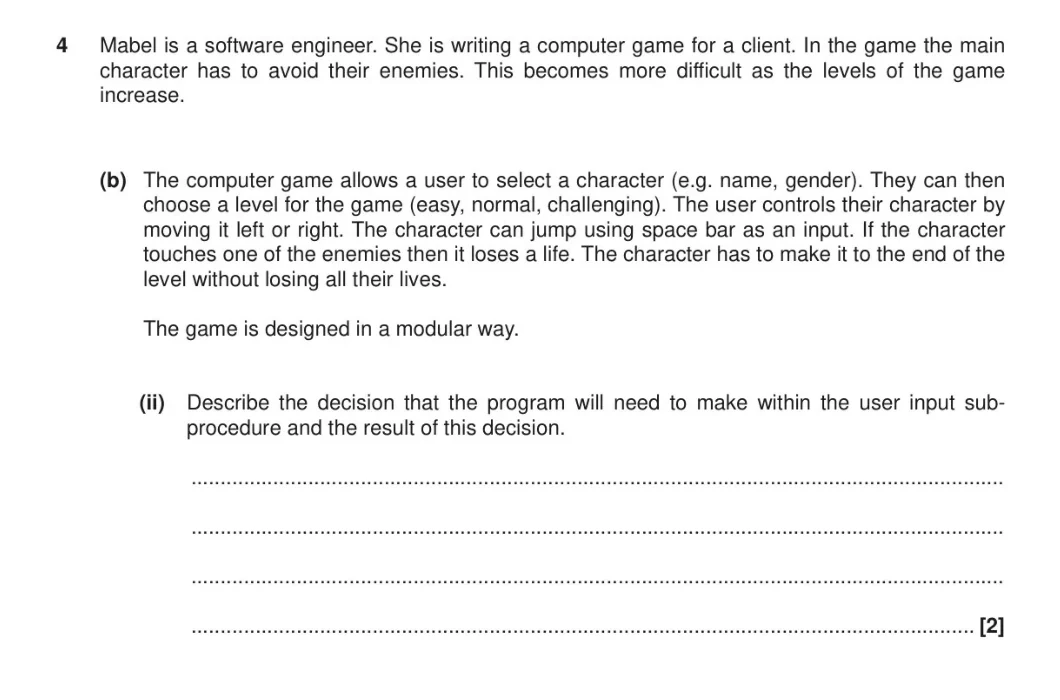 4 Mabel is a software engineer. She is writing a computer game for a client. In the game the main
character has to avoid their enemies. This becomes more difficult as the levels of the game
increase.
(b) The computer game allows a user to select a character (e.g. name, gender). They can then
choose a level for the game (easy, normal, challenging). The user controls their character by
moving it left or right. The character can jump using space bar as an input. If the character
touches one of the enemies then it loses a life. The character has to make it to the end of the
level without losing all their lives.
The game is designed in a modular way.
(ii) Describe the decision that the program will need to make within the user input sub-
procedure and the result of this decision.
[2]